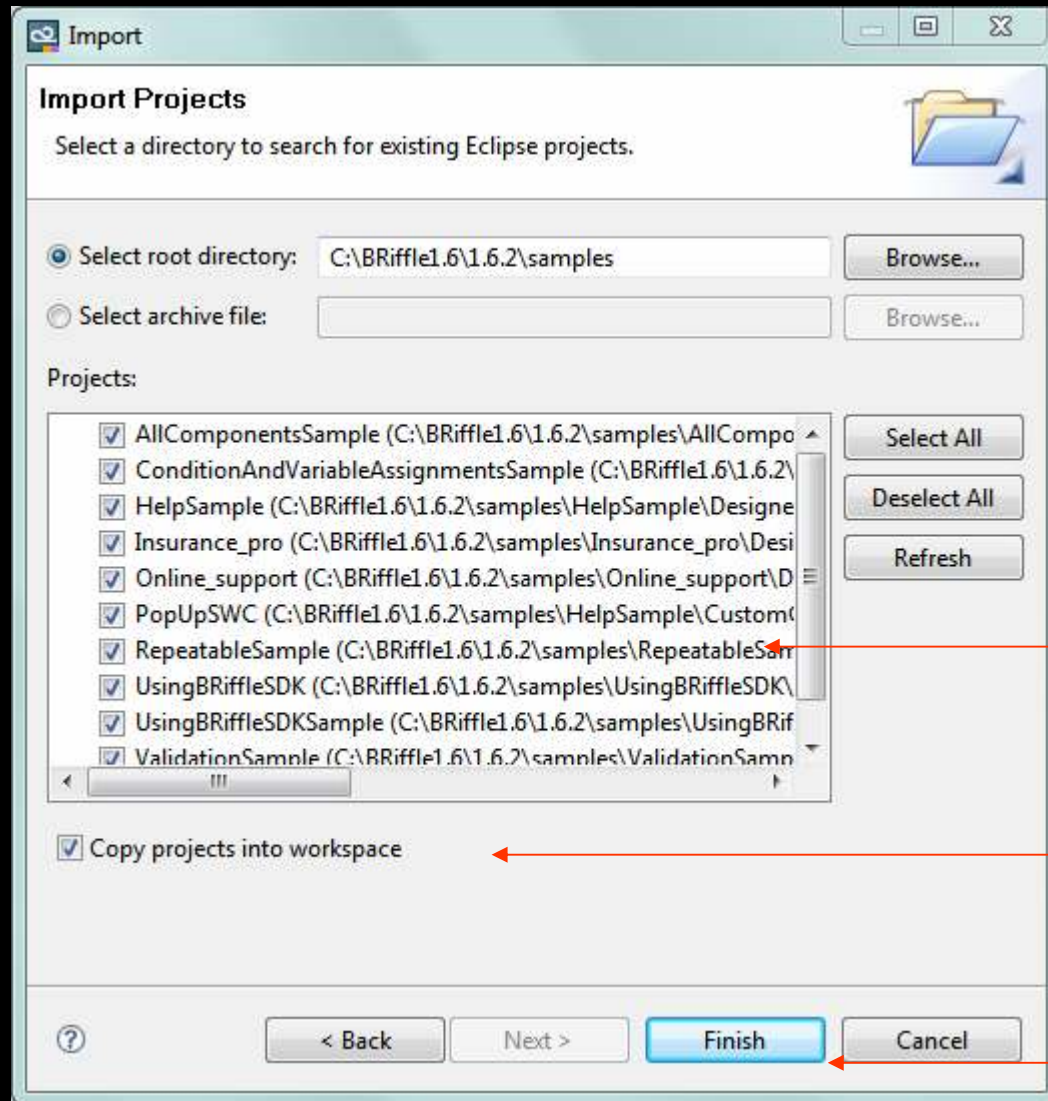 Import
Import Projects
Select a directory to search for existing Eclipse projects.
Select root directory: C:\BRiffle1.6\1.6.2\samples Browse...
Select archive file: Browse...
Projects:
AllComponentsSample (C:\BRiffle1.6\1.6.2\samples\AllCompo Select All
ConditionAndVariableAssignmentsSample (C:\BRiffle1.6\1.6.2\
HelpSample (C:\BRiffle1.6\1.6.2\samples\HelpSample\Designe Deselect All
Insurance_pro (C:\BRiffle1.6\1.6.2\samples\Insurance_pro\Desi Refresh
Online_support (C:\BRiffle1.6\1.6.2\samples\Online_support\D
PopUpSWC (C:\BRiffle1.6\1.6.2\samples\HelpSample\Custom
RepeatableSample (C:\BRiffle1.6\1.6.2\samples\RepeatableSam
UsingBRiffleSDK (C:\BRiffle1.6\1.6.2\samples\UsingBRiffleSDK\
UsingBRiffleSDKSample (C:\BRiffle1.6\1.6.2\samples\UsingBRif
ValidationSample (C:\BRiffle1.6\1.6.2\samples\ValidationSamp
Copy projects into workspace
? < Back Next > Finish Cancel